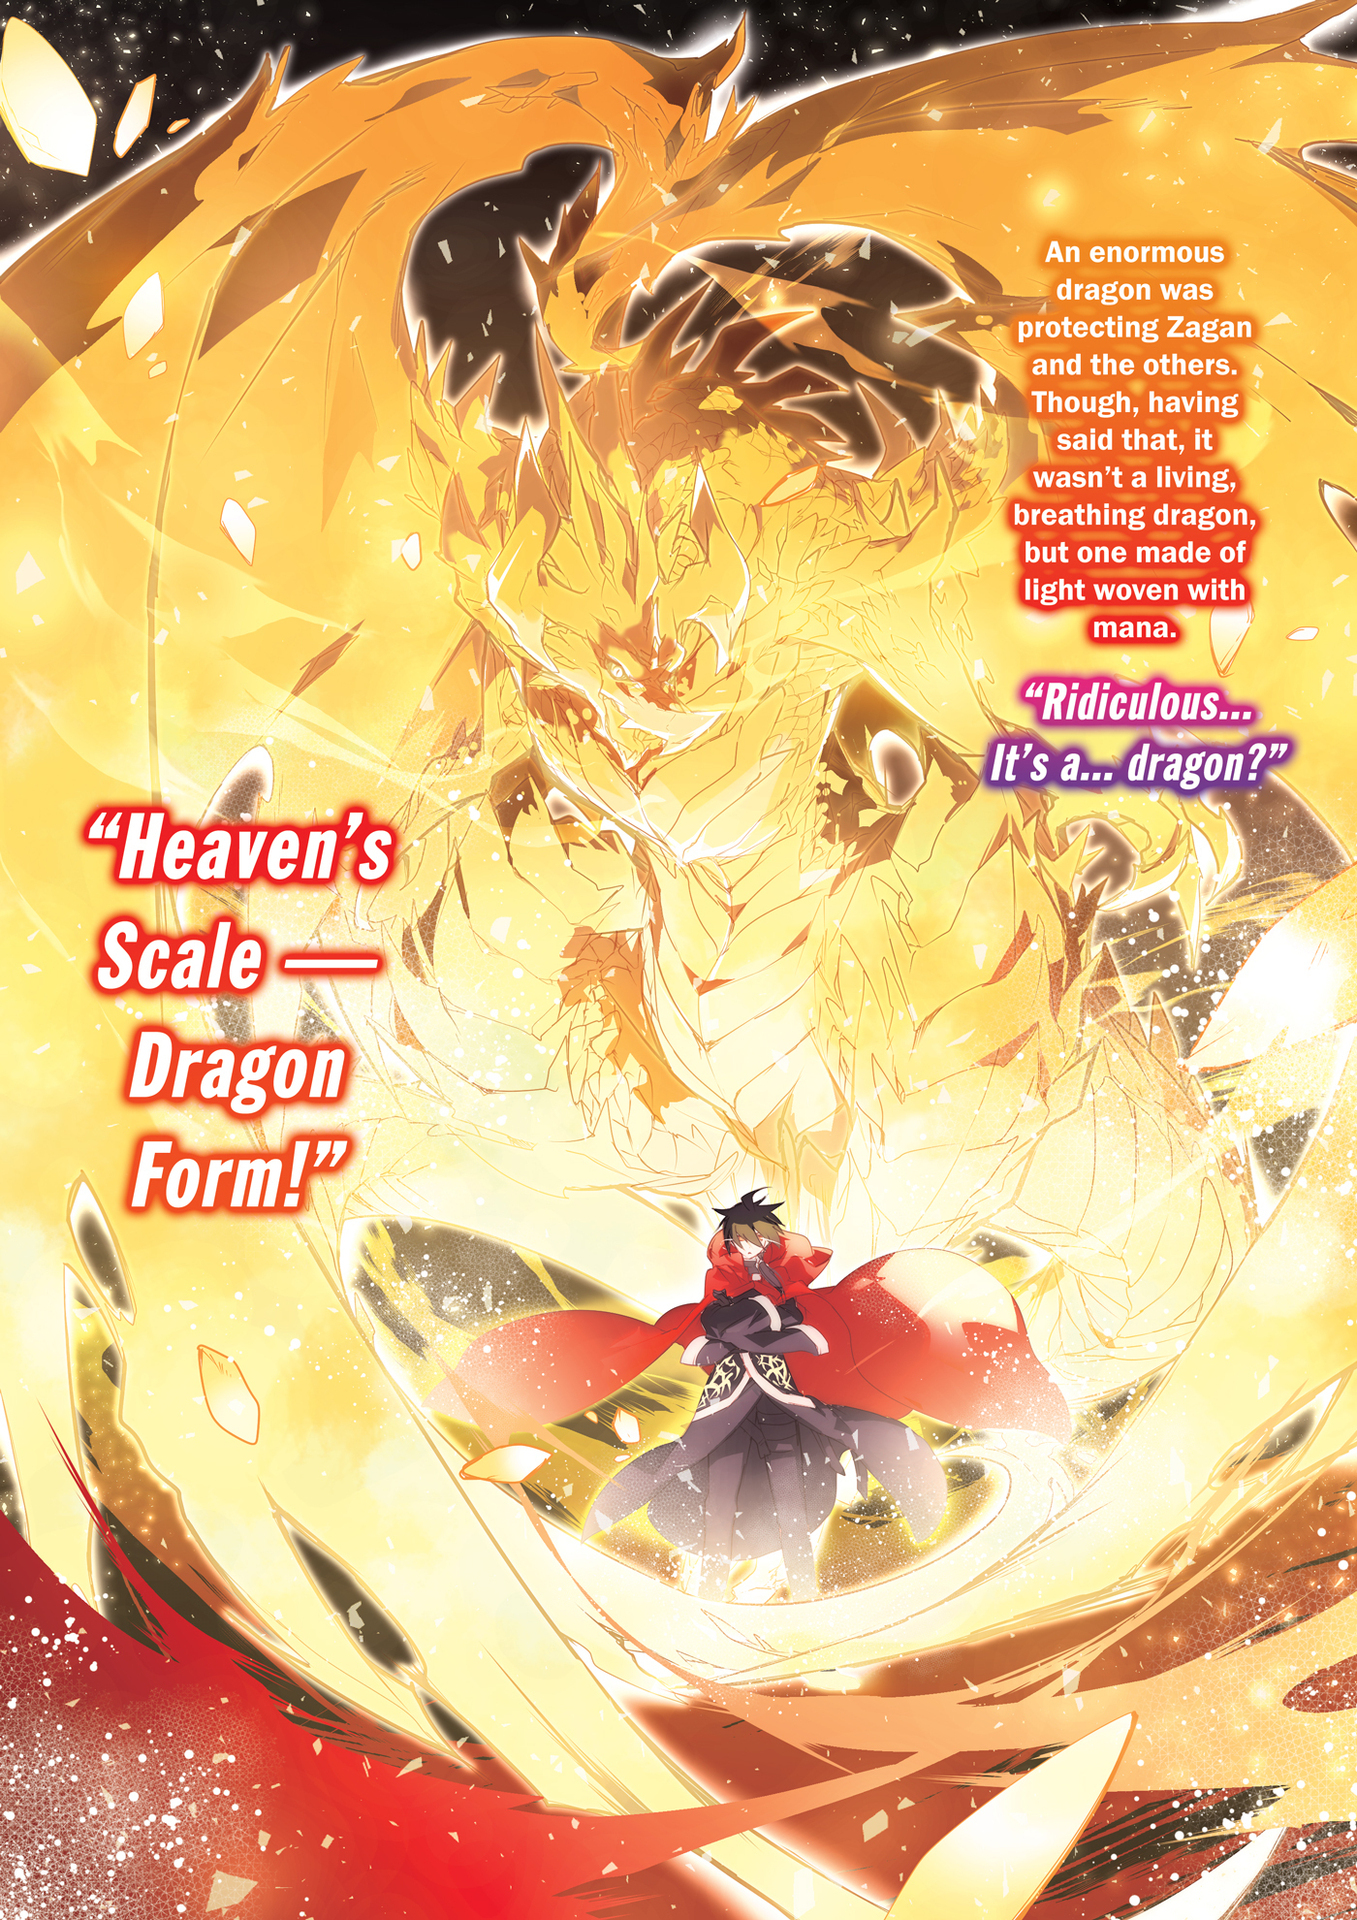 An enormous
dragon was
protecting Zagan
and the others.
Though, having
said that, it
wasn’t a living,
breathing dragon,
but one made of
light woven with
mana.
“Ridiculous...
It’s a... dragon?”
“Heaven’s
Scale —
Dragon
Form!”